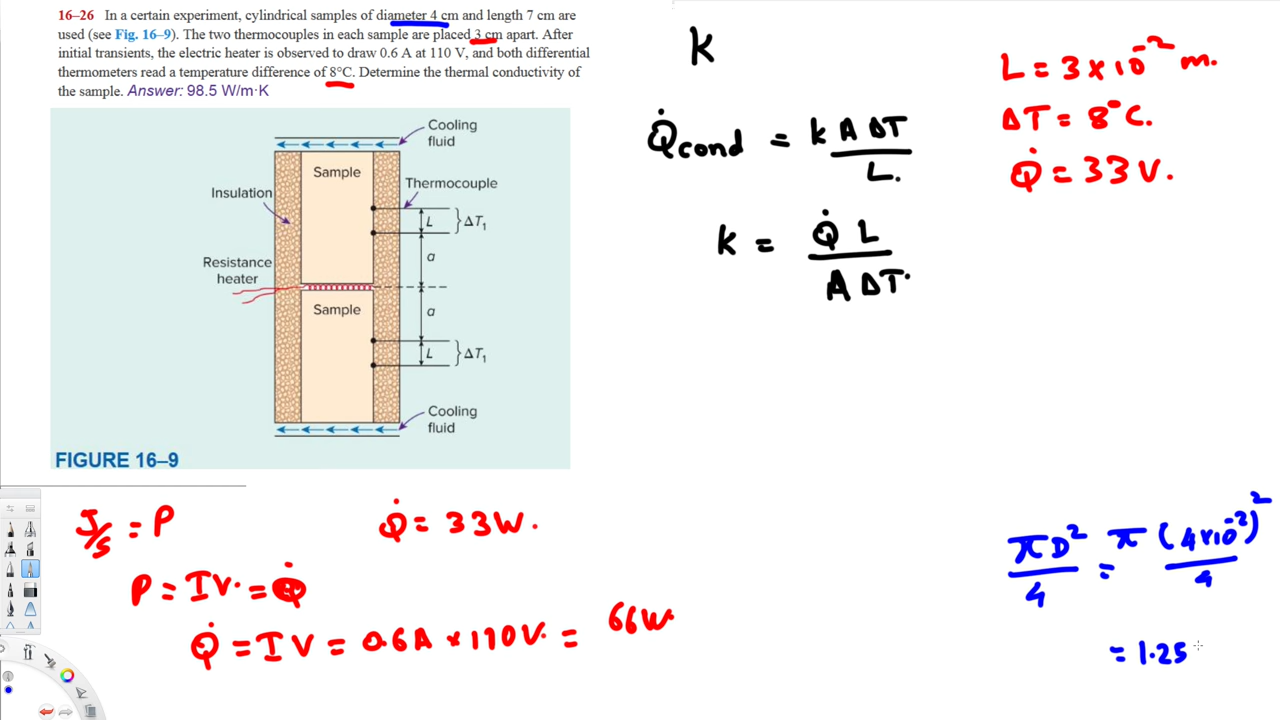 16–26 In a certain experiment, cylindrical samples of diameter 4 cm and length 7 cm are
used (see Fig. 16–9). The two thermocouples in each sample are placed 3 cm apart. After
initial transients, the electric heater is observed to draw 0.6 A at 110 V, and both differential
thermometers read a temperature difference of 8°C. Determine the thermal conductivity of
the sample. Answer: 98.5 W/m·K
Cooling
fluid
Sample
Thermocouple
Insulation
L } ΔT₁
a
Resistance
heater
Sample
a
L } ΔT₁
Cooling
fluid
FIGURE 16–9
k
Q̇cond = k A ΔT
L.
k = Q̇ L
A ΔT.
L = 3×10⁻² m.
ΔT = 8°C.
Q̇ = 33V.
J/s = P
Q̇ = 33W.
P = IV. = Q̇
Q̇ = IV = 0.6A × 110V. = 66W.
πD²/4 = π(4×10⁻²)²/4
= 1.25